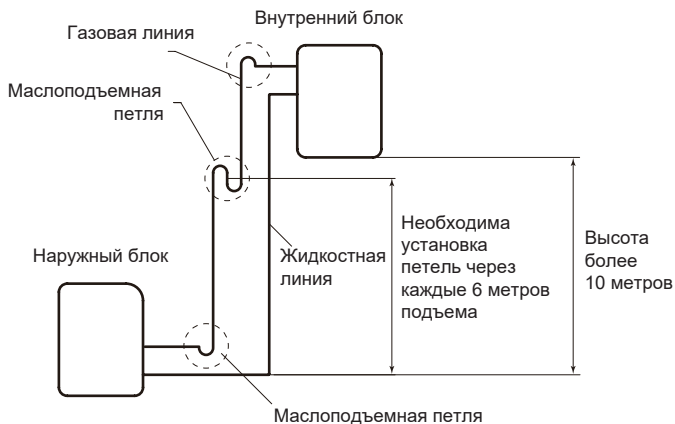 Внутренний блок
Газовая линия
Маслоподъемная
петля
Наружный блок
Жидкостная
линия
Необходима
установка
петель через
каждые 6 метров
подъема
Высота
более
10 метров
Маслоподъемная петля